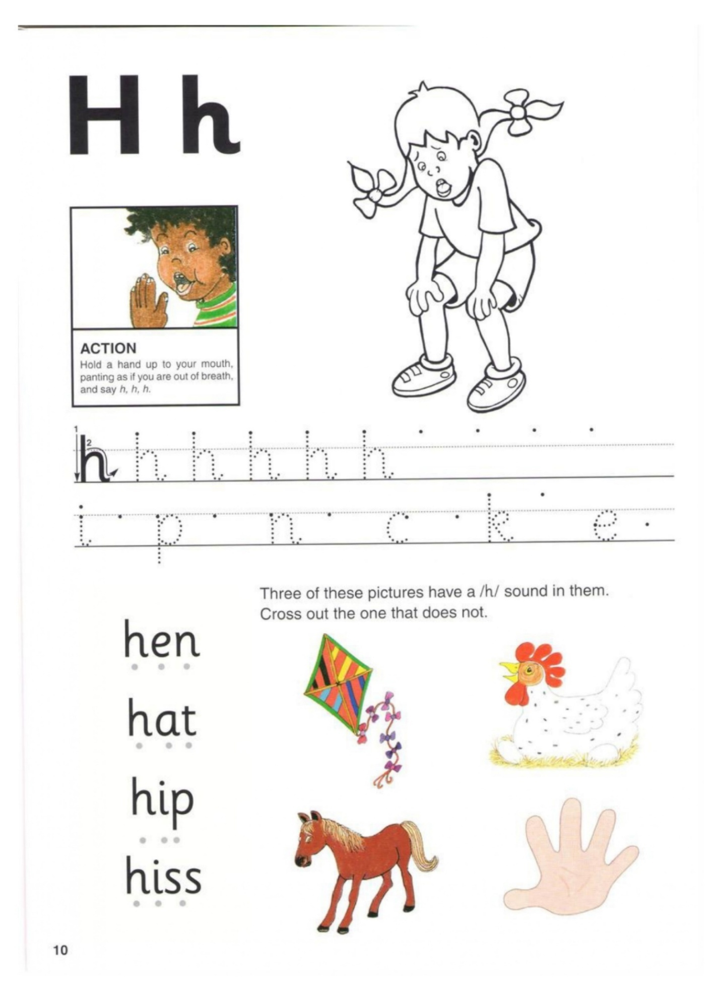 H h
ACTION
Hold a hand up to your mouth,
panting as if you are out of breath,
and say h, h, h.
1
2
h h h h h h
i p n c k e
Three of these pictures have a /h/ sound in them.
Cross out the one that does not.
hen
hat
hip
hiss
10